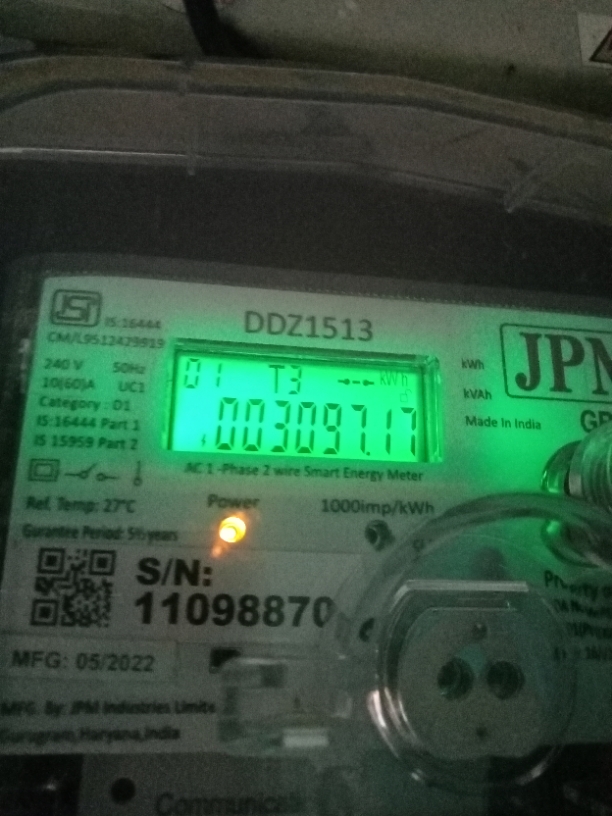 IS:16444
CM/L9512429919
DDZ1513
240 V 50Hz
10(60)A UC1
Category : D1
IS:16444 Part 1
IS 15959 Part 2
01 T3 kWh
003097.17
kWh
kVAh
JPM
Made In India
AC 1 -Phase 2 wire Smart Energy Meter
Ref. Temp: 27°C
Power
1000imp/kWh
Gurantee Period: 5½ years
S/N:
11098870
MFG: 05/2022
MFG. By: JPM Industries Limite
Gurugram,Haryana,India